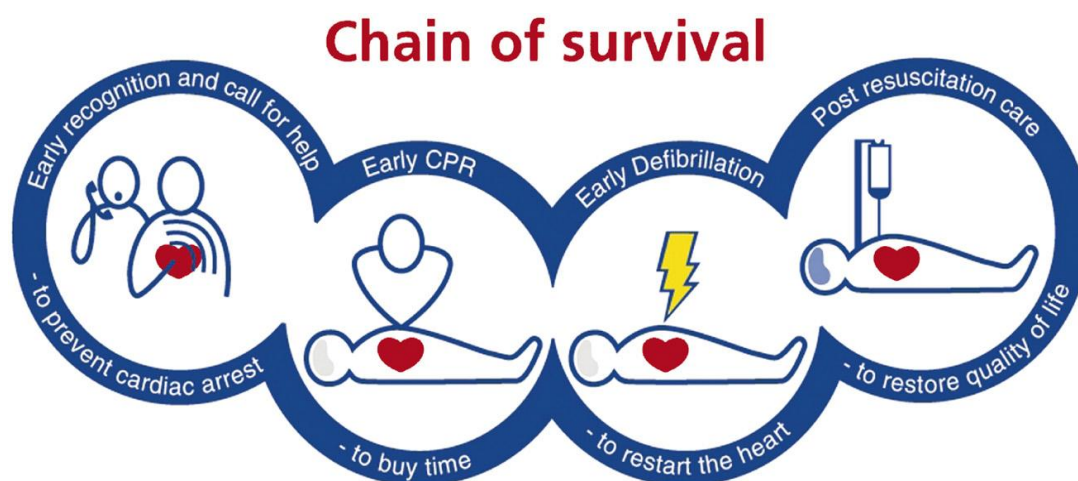 Chain of survival
Early recognition and call for help
- to prevent cardiac arrest
Early CPR
- to buy time
Early Defibrillation
- to restart the heart
Post resuscitation care
- to restore quality of life